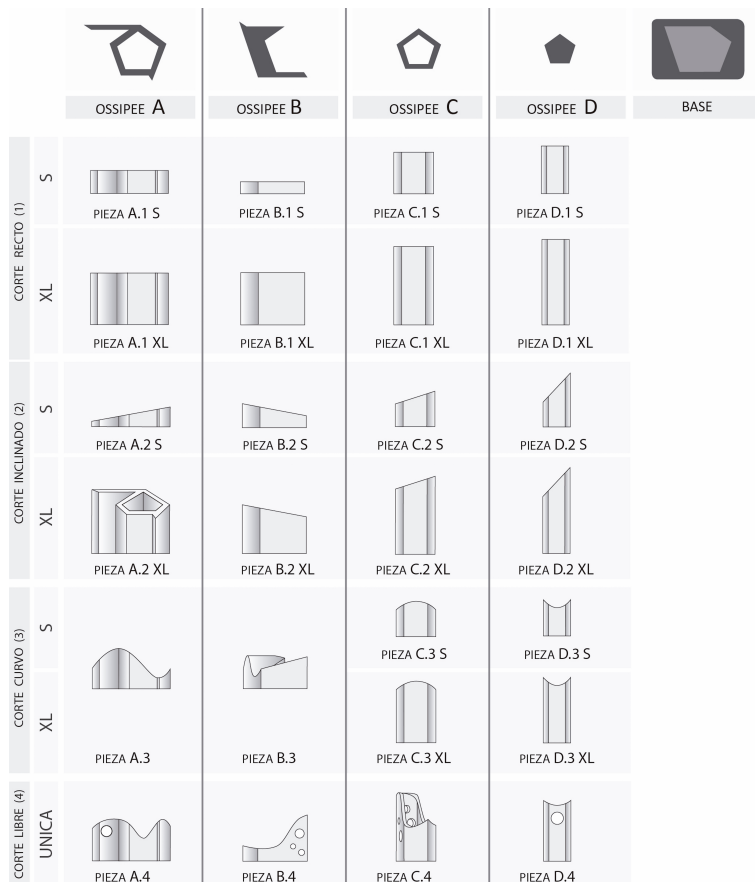 OSSIPEE A OSSIPEE B OSSIPEE C OSSIPEE D BASE
CORTE RECTO (1)
S
PIEZA A.1 S PIEZA B.1 S PIEZA C.1 S PIEZA D.1 S
XL
PIEZA A.1 XL PIEZA B.1 XL PIEZA C.1 XL PIEZA D.1 XL
CORTE INCLINADO (2)
S
PIEZA A.2 S PIEZA B.2 S PIEZA C.2 S PIEZA D.2 S
XL
PIEZA A.2 XL PIEZA B.2 XL PIEZA C.2 XL PIEZA D.2 XL
CORTE CURVO (3)
S
PIEZA C.3 S PIEZA D.3 S
XL
PIEZA A.3 PIEZA B.3 PIEZA C.3 XL PIEZA D.3 XL
CORTE LIBRE (4)
UNICA
PIEZA A.4 PIEZA B.4 PIEZA C.4 PIEZA D.4